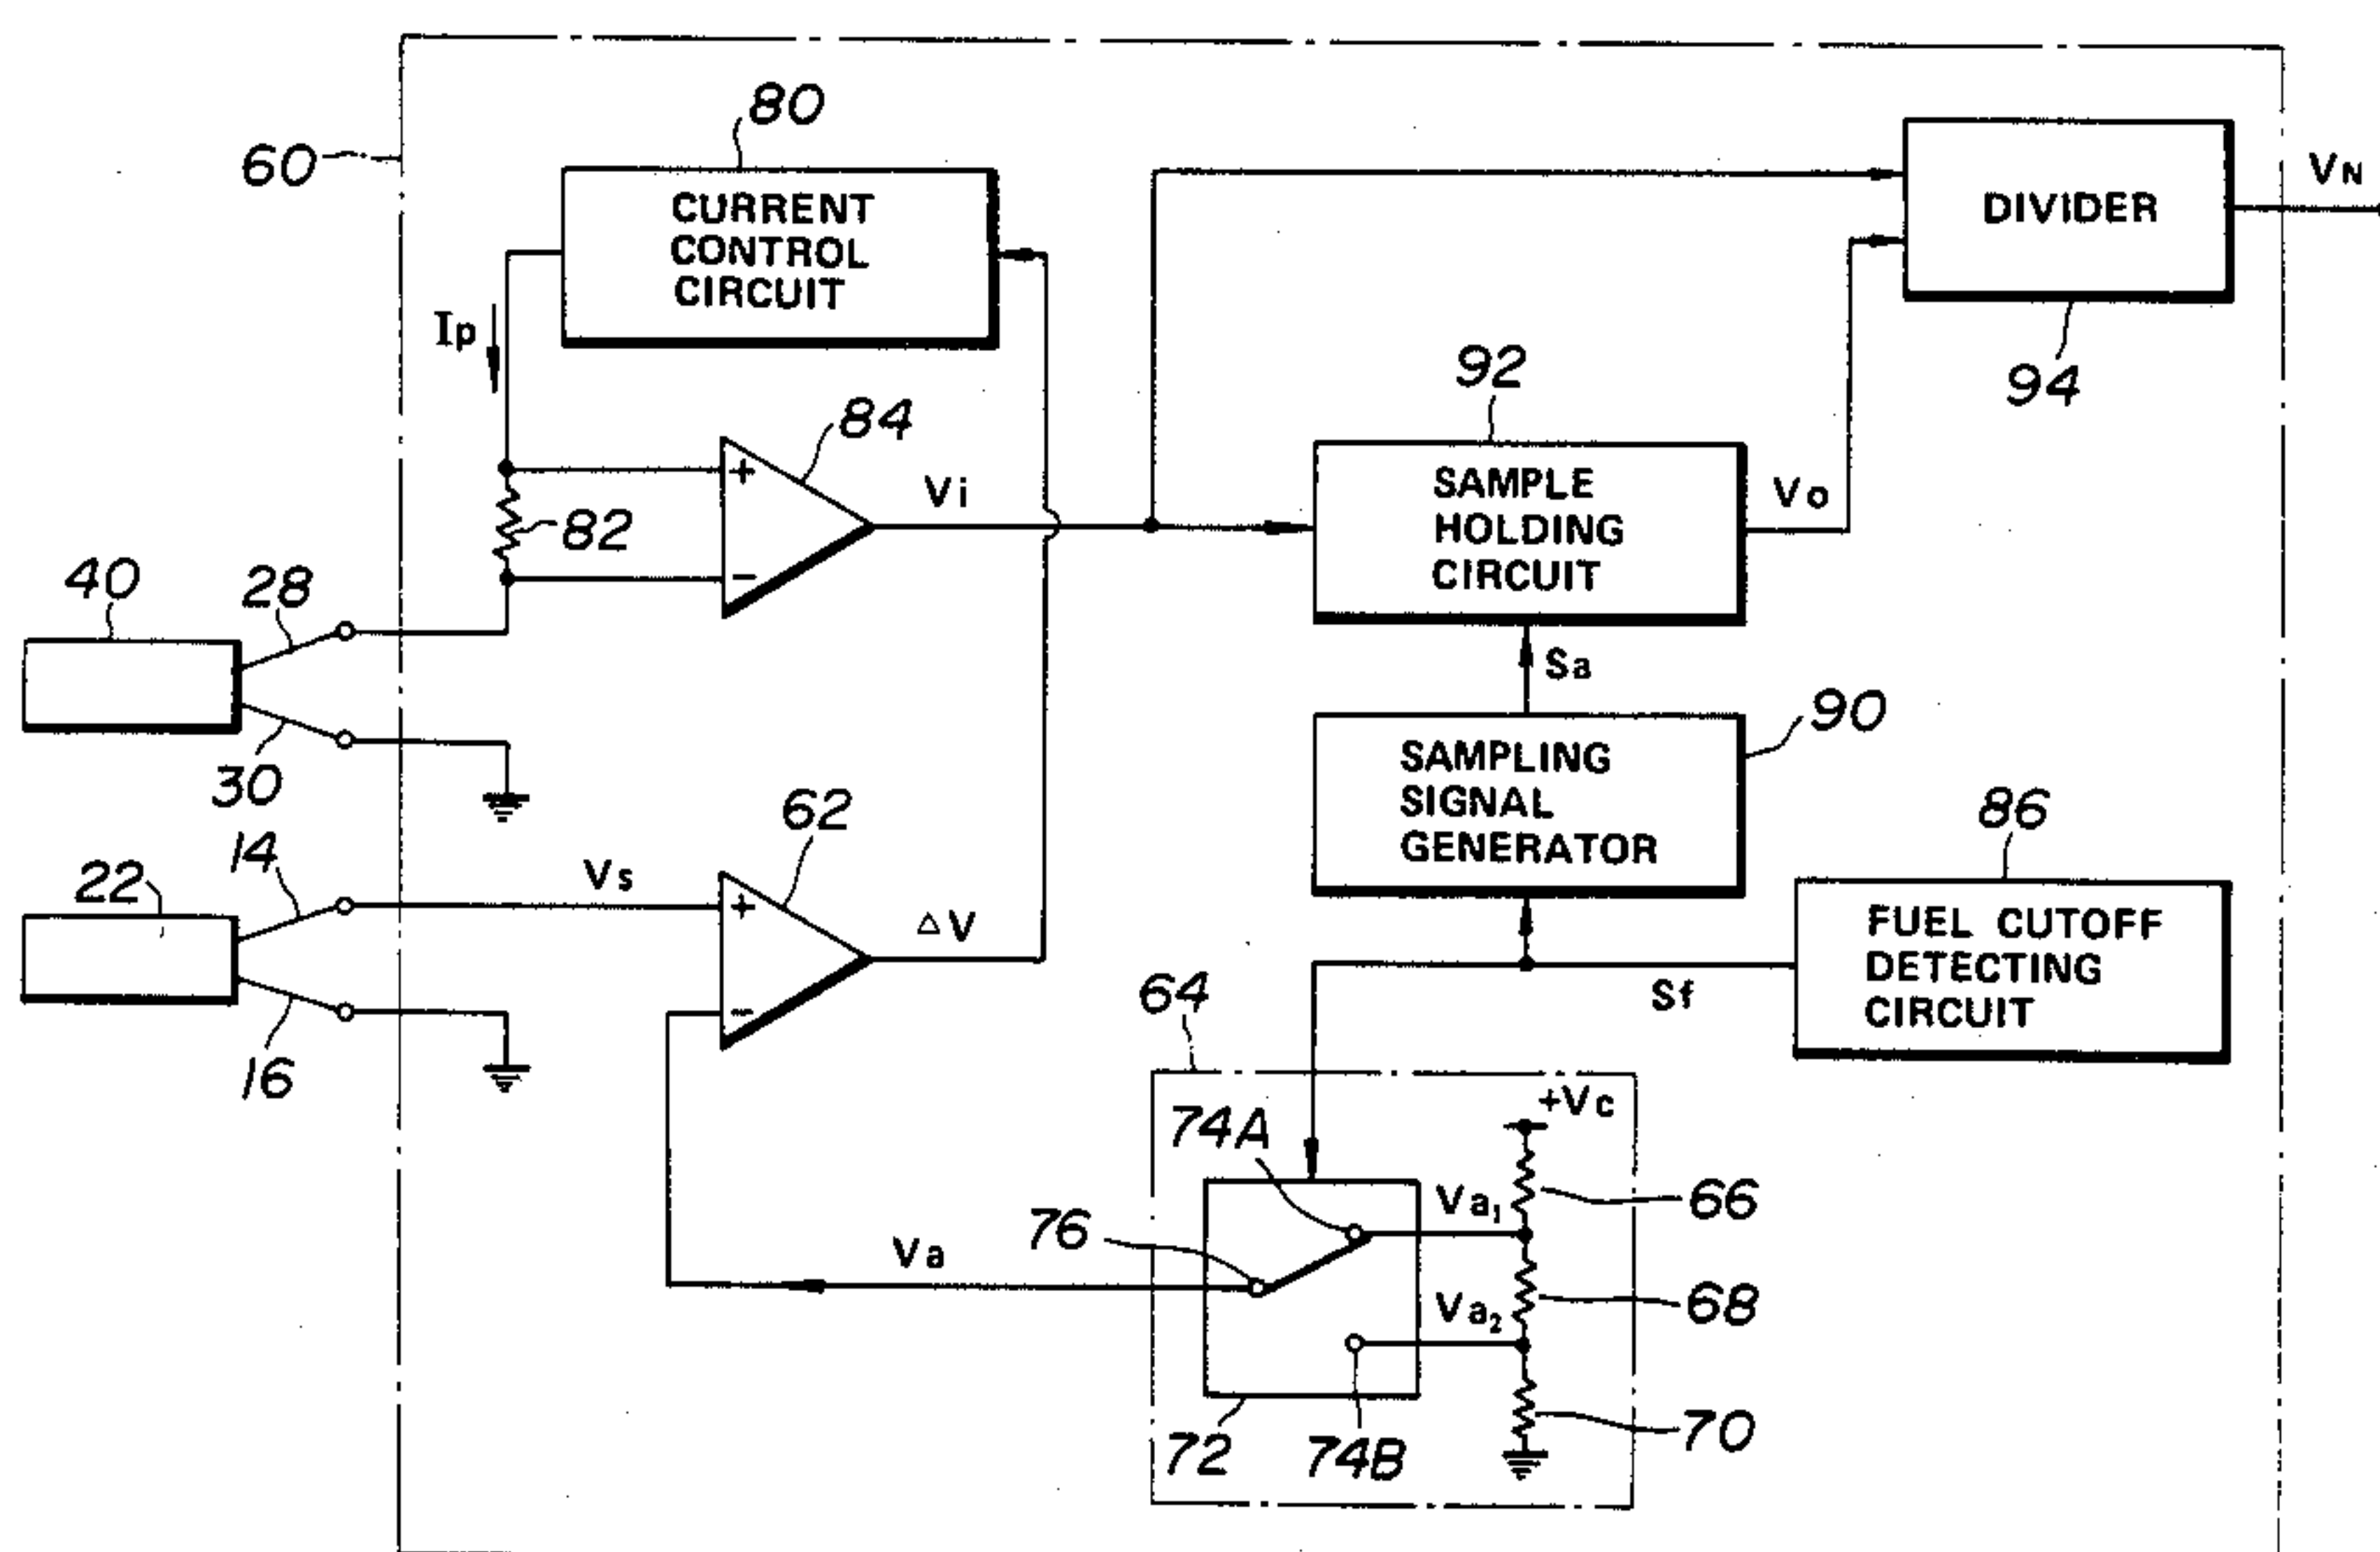 80
60
CURRENT
CONTROL
CIRCUIT
DIVIDER
VN
94
Ip
92
84
Vi
SAMPLE
HOLDING
CIRCUIT
Vo
82
40
28
30
Sa
90
SAMPLING
SIGNAL
GENERATOR
86
FUEL CUTOFF
DETECTING
CIRCUIT
Sf
62
22
14
16
Vs
ΔV
64
+Vc
74A
Va1
66
76
Va
Va2
68
72
74B
70
+
−
+
−